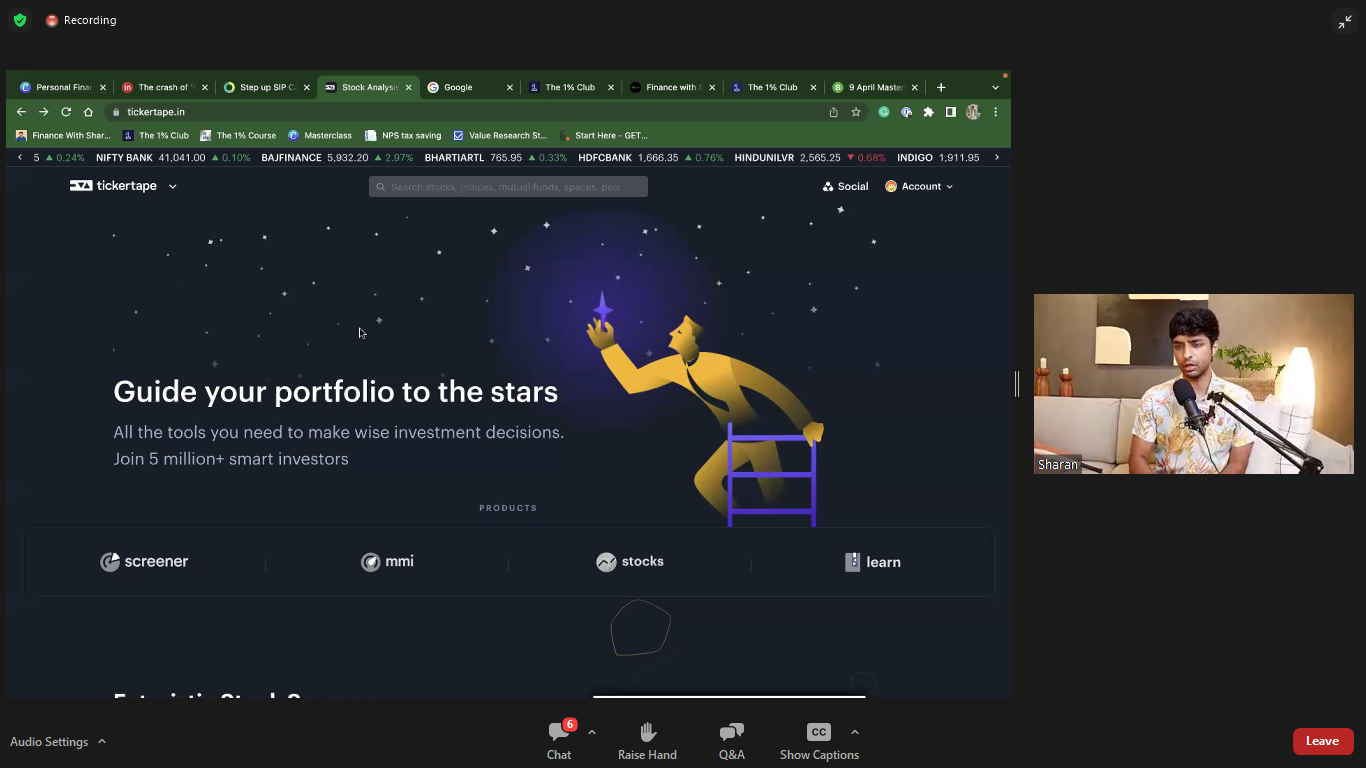 Recording
Personal Finan
The crash of "
Step up SIP C
Stock Analysis
Google
The 1% Club
Finance with S
The 1% Club
9 April Master
tickertape.in
Finance With Shar...
The 1% Club
The 1% Course
Masterclass
NPS tax saving
Value Research St...
Start Here - GET...
5 ▲ 0.24% NIFTY BANK 41,041.00 ▲ 0.10% BAJFINANCE 5,932.20 ▲ 2.97% BHARTIARTL 765.95 ▲ 0.33% HDFCBANK 1,666.35 ▲ 0.76% HINDUNILVR 2,565.25 ▼ 0.68% INDIGO 1,911.95
tickertape
Search stocks, indices, mutual funds, spaces, peo
Social
Account
Guide your portfolio to the stars
All the tools you need to make wise investment decisions.
Join 5 million+ smart investors
PRODUCTS
screener
mmi
stocks
learn
Sharan
Audio Settings
6
Chat
Raise Hand
Q&A
CC
Show Captions
Leave